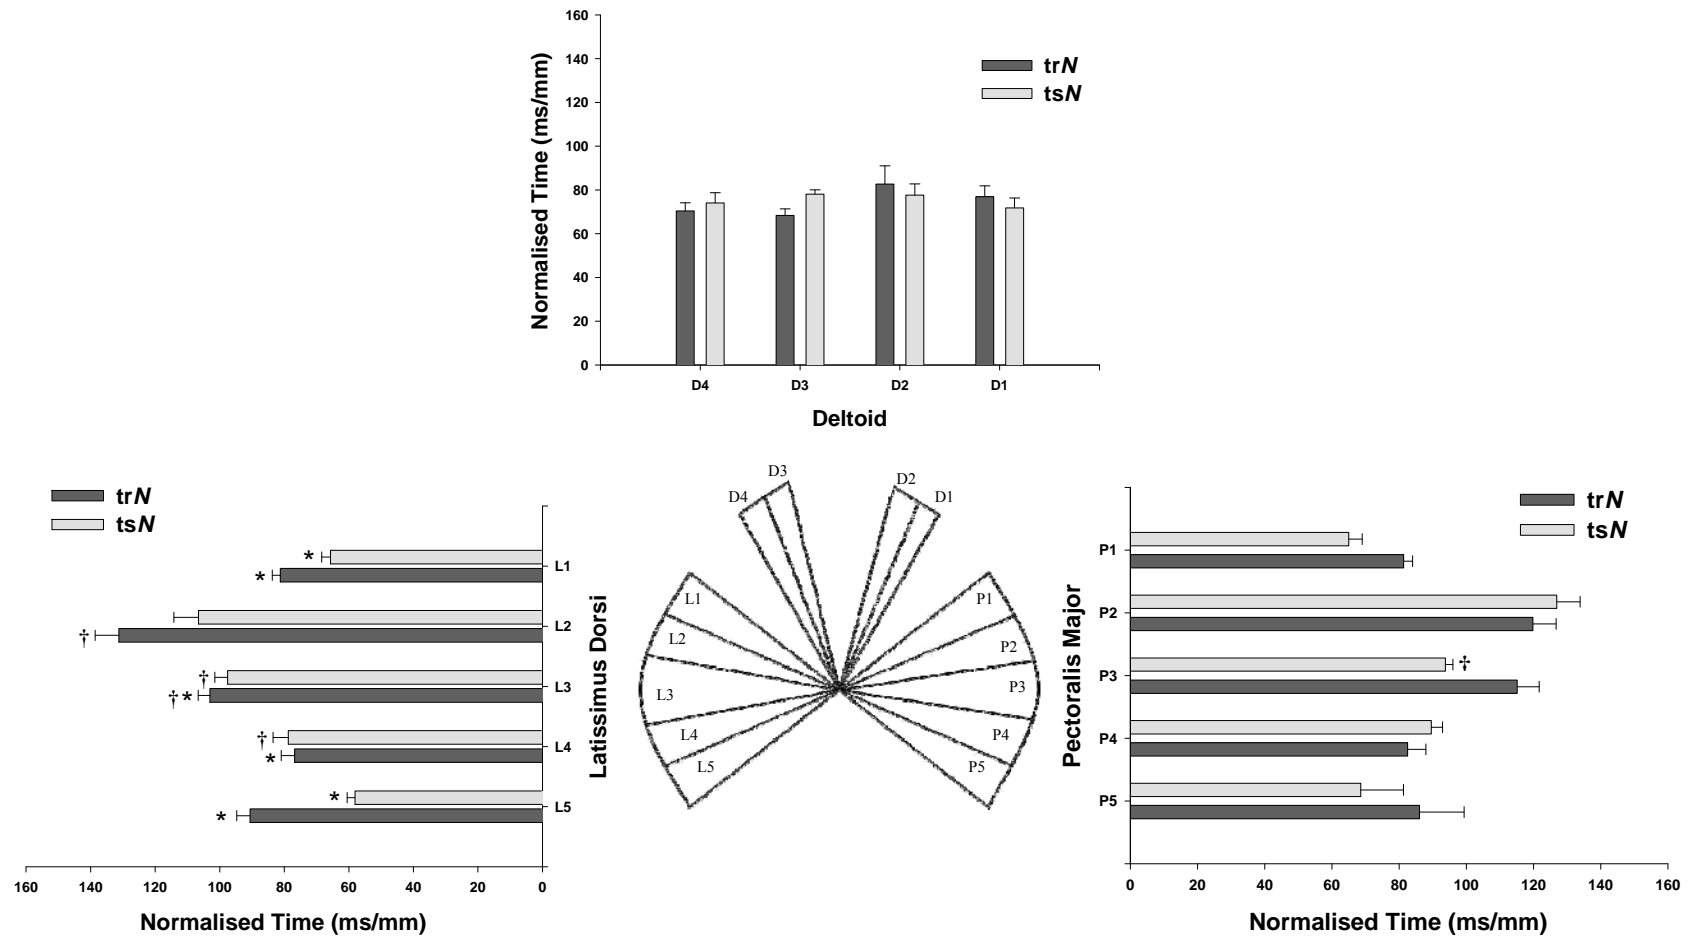 160
140
120
100
80
60
40
20
0
Normalised Time (ms/mm)
trN
tsN
D4 D3 D2 D1
Deltoid
trN
tsN
* L1
*
L2
†
† L3
† *
† L4
*
* L5
*
160 140 120 100 80 60 40 20 0
Normalised Time (ms/mm)
Latissimus Dorsi
D3 D2
D4 D1
L1 P1
L2 P2
L3 P3
L4 P4
L5 P5
Pectoralis Major
trN
tsN
P1
P2
P3 †
P4
P5
0 20 40 60 80 100 120 140 160
Normalised Time (ms/mm)